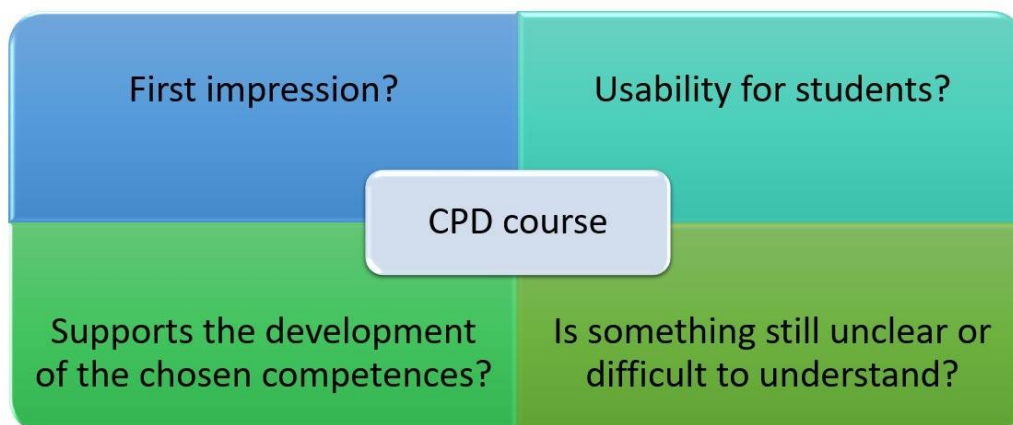 First impression?
Usability for students?
CPD course
Supports the development
of the chosen competences?
Is something still unclear or
difficult to understand?